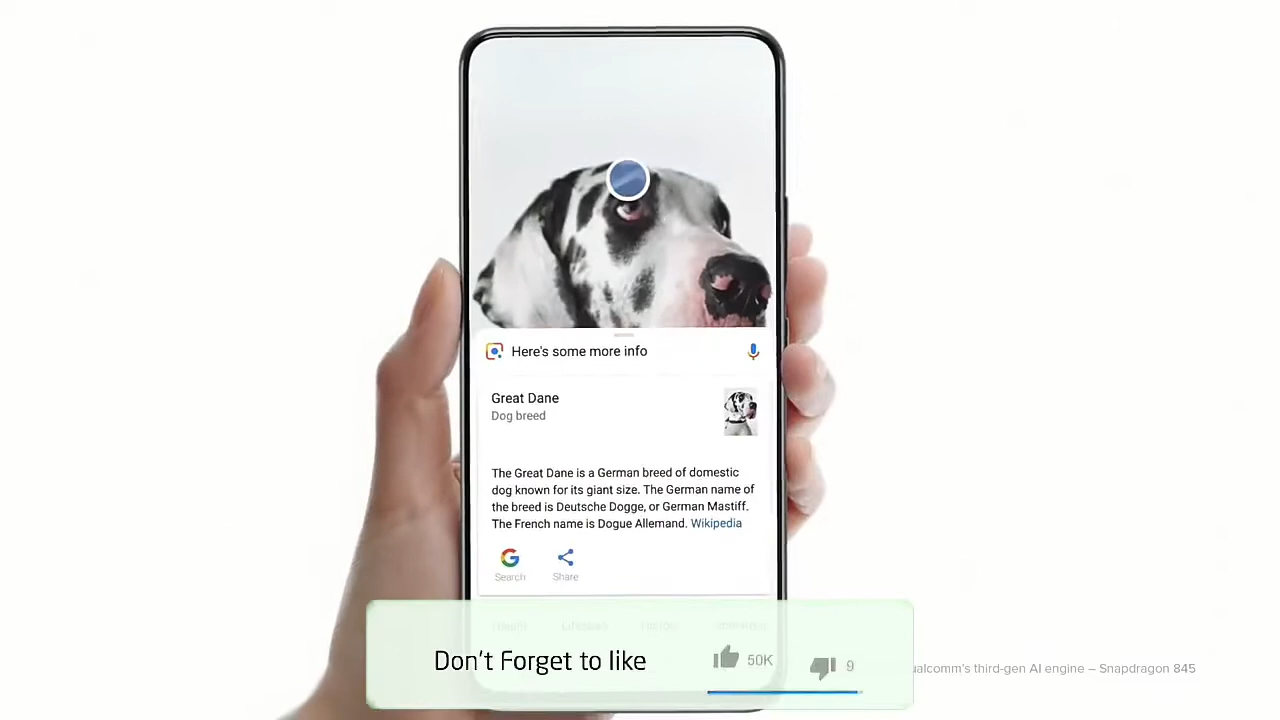 Here's some more info
Great Dane
Dog breed
The Great Dane is a German breed of domestic
dog known for its giant size. The German name of
the breed is Deutsche Dogge, or German Mastiff.
The French name is Dogue Allemand. Wikipedia
Search
Share
Don't Forget to like
50K
9
ualcomm's third-gen AI engine – Snapdragon 845